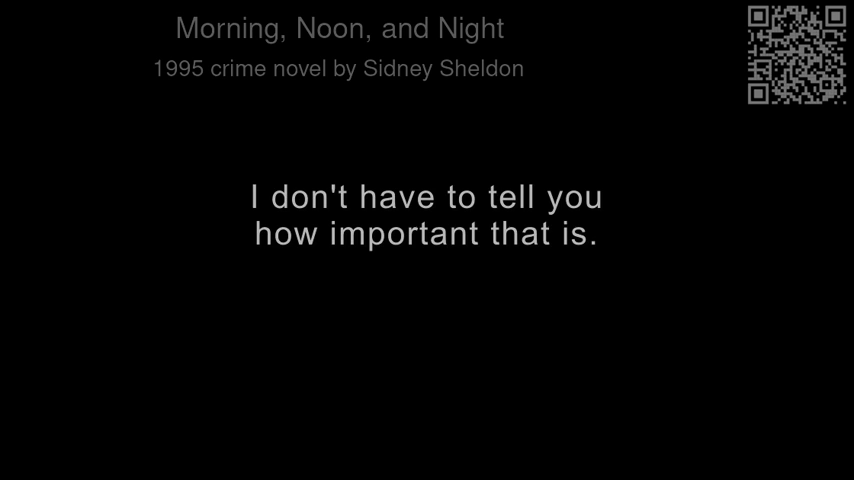 Morning, Noon, and Night
1995 crime novel by Sidney Sheldon
I don't have to tell you
how important that is.